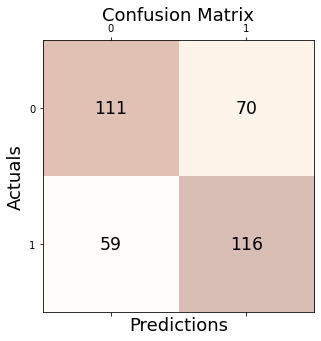 Confusion Matrix
0 1
0 111 70
Actuals
1 59 116
Predictions